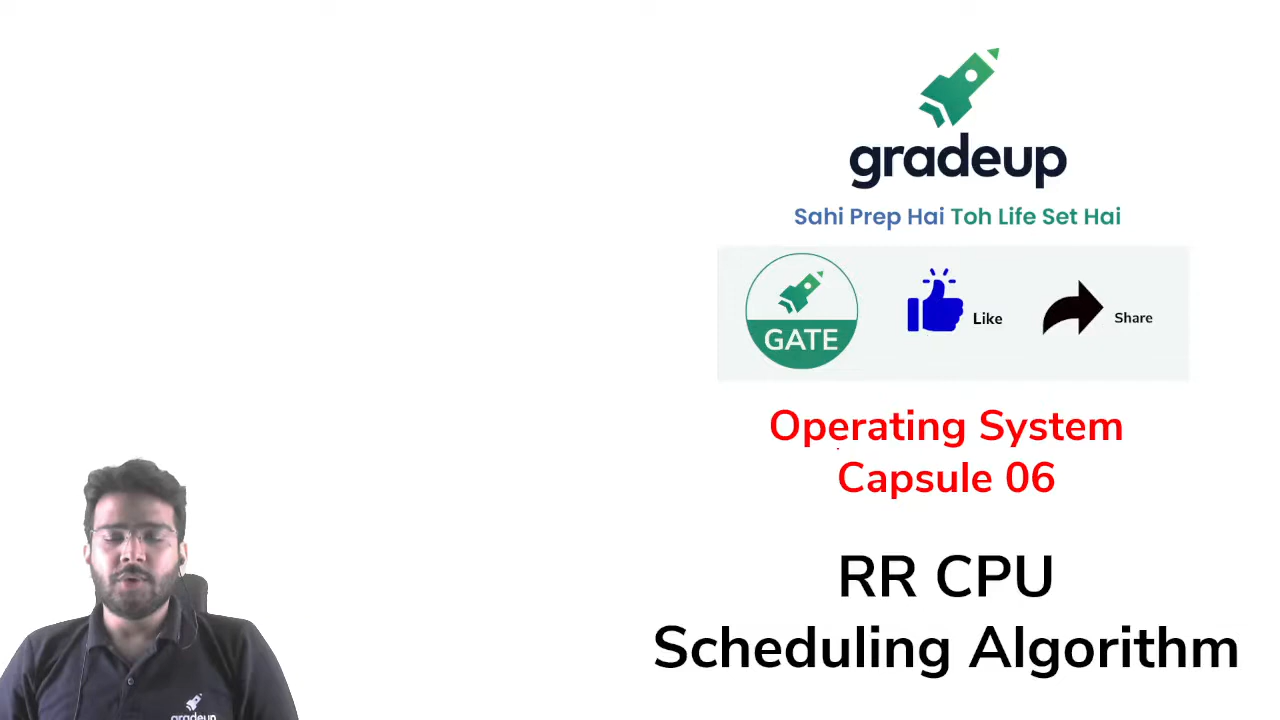 gradeup
Sahi Prep Hai Toh Life Set Hai
GATE
Like
Share
Operating System
Capsule 06
RR CPU
Scheduling Algorithm
gradeup